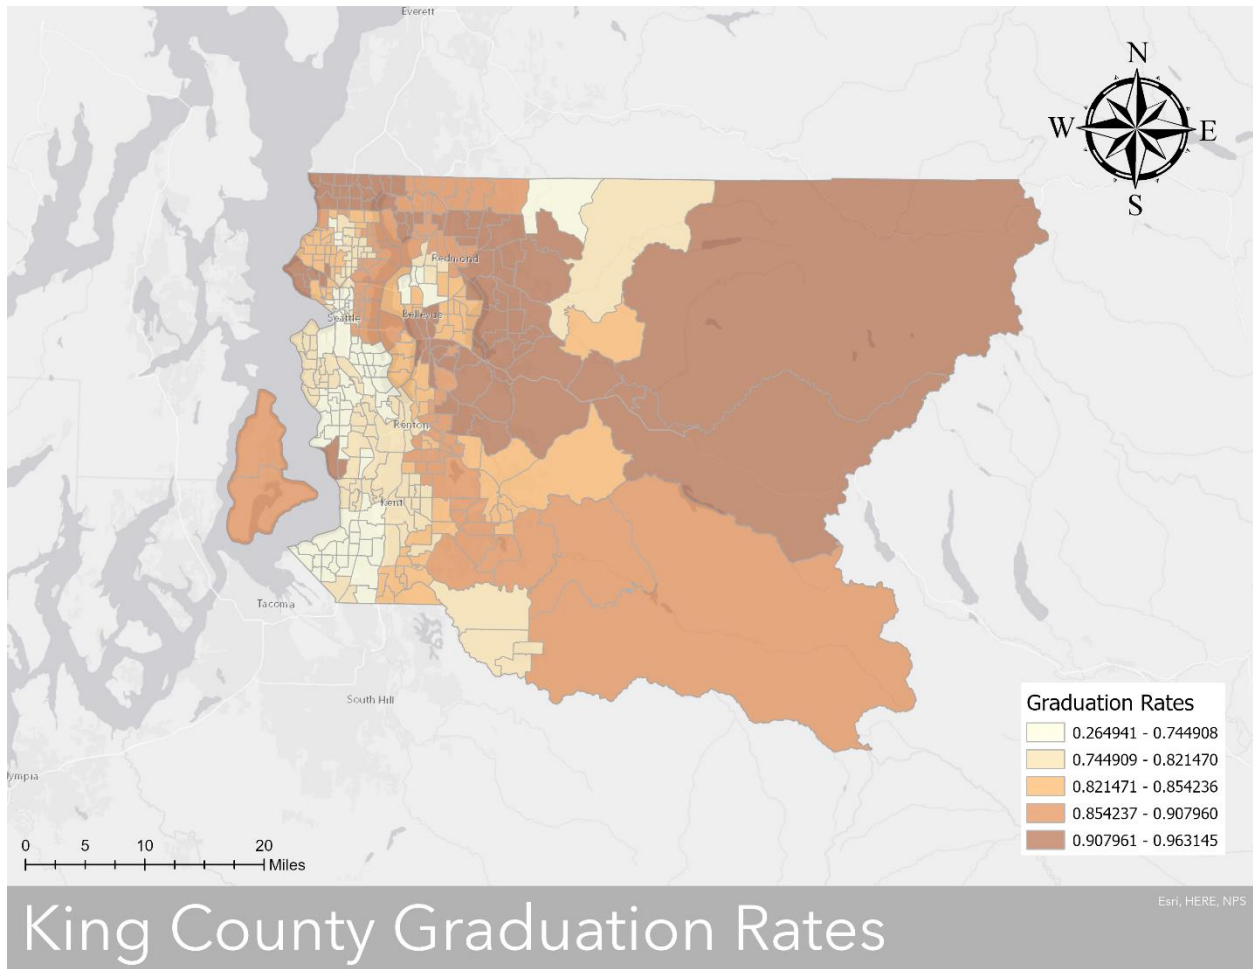 Everett
N
W
E
S
Redmond
Seattle
Bellevue
Renton
Kent
Tacoma
South Hill
lympia
Graduation Rates
0.264941 - 0.744908
0.744909 - 0.821470
0.821471 - 0.854236
0.854237 - 0.907960
0.907961 - 0.963145
0 5 10 20
Miles
Esri, HERE, NPS
King County Graduation Rates